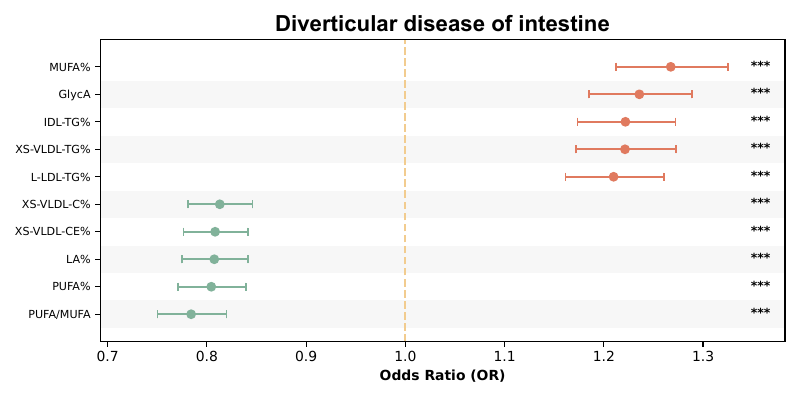 Diverticular disease of intestine
MUFA% ***
GlycA ***
IDL-TG% ***
XS-VLDL-TG% ***
L-LDL-TG% ***
XS-VLDL-C% ***
XS-VLDL-CE% ***
LA% ***
PUFA% ***
PUFA/MUFA ***
0.7 0.8 0.9 1.0 1.1 1.2 1.3
Odds Ratio (OR)